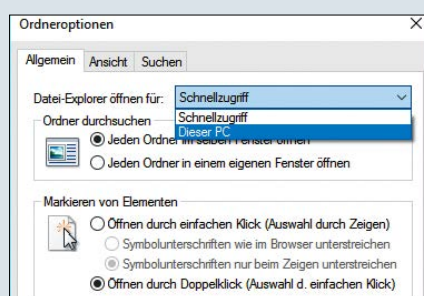 Ordneroptionen
Allgemein Ansicht Suchen
Datei-Explorer öffnen für: Schnellzugriff
Schnellzugriff
Dieser PC
Ordner durchsuchen
Jeden Ordner im selben Fenster öffnen
Jeden Ordner in einem eigenen Fenster öffnen
Markieren von Elementen
Öffnen durch einfachen Klick (Auswahl durch Zeigen)
Symbolunterschriften wie im Browser unterstreichen
Symbolunterschriften nur beim Zeigen unterstreichen
Öffnen durch Doppelklick (Auswahl d. einfachen Klick)